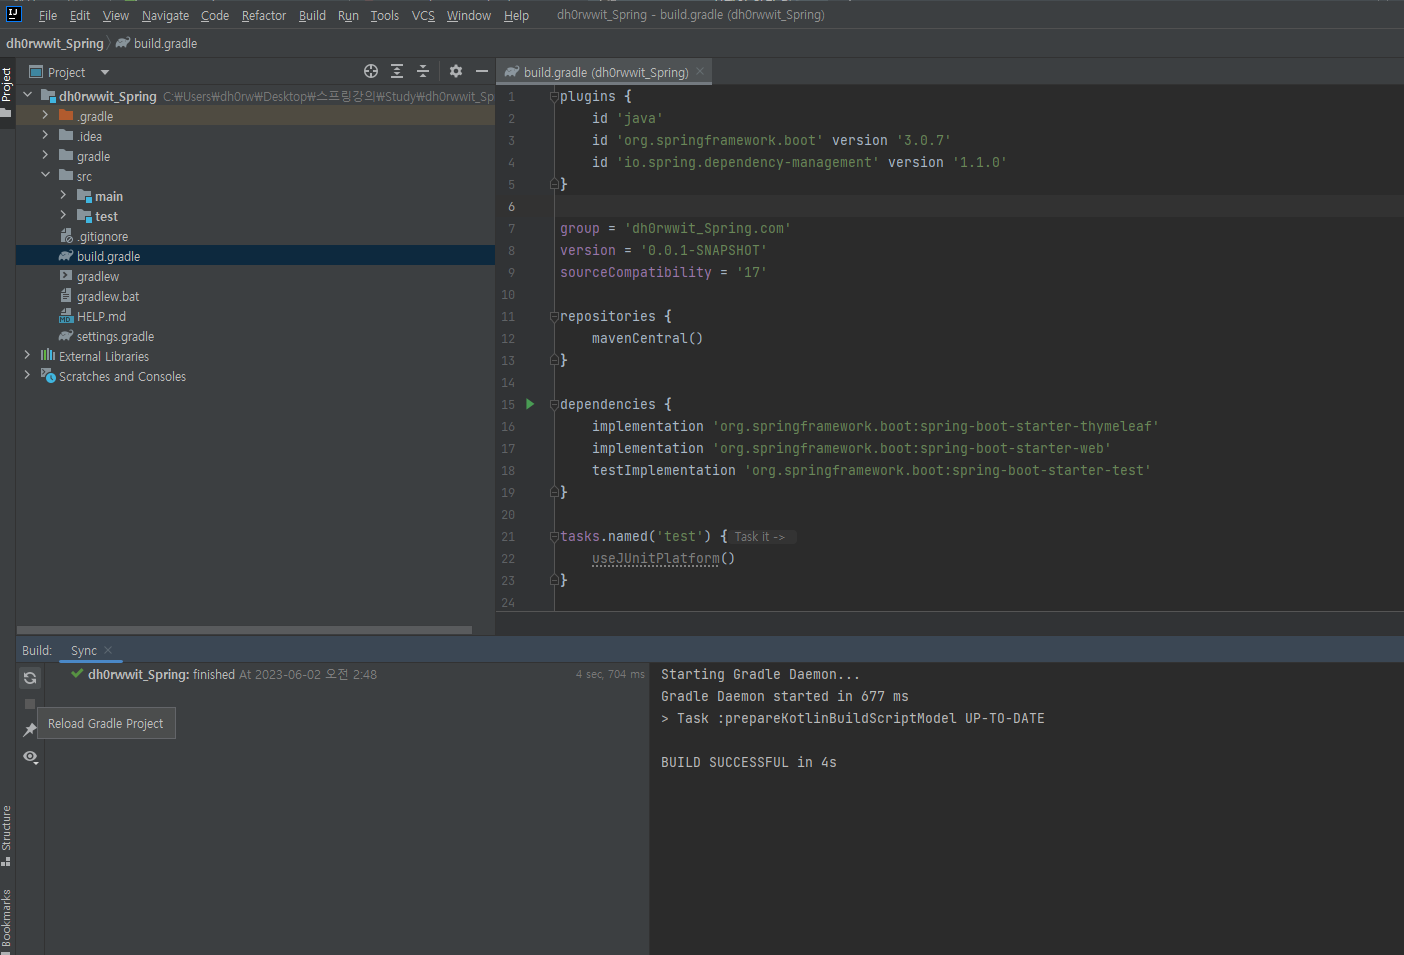 File Edit View Navigate Code Refactor Build Run Tools VCS Window Help dh0rwwit_Spring - build.gradle (dh0rwwit_Spring)
dh0rwwit_Spring build.gradle
Project
Project
dh0rwwit_Spring C:₩Users₩dh0rw₩Desktop₩스프링강의₩Study₩dh0rwwit_Sp
.gradle
.idea
gradle
src
main
test
.gitignore
build.gradle
gradlew
gradlew.bat
HELP.md
settings.gradle
External Libraries
Scratches and Consoles
build.gradle (dh0rwwit_Spring)
1 plugins {
2 id 'java'
3 id 'org.springframework.boot' version '3.0.7'
4 id 'io.spring.dependency-management' version '1.1.0'
5 }
6
7 group = 'dh0rwwit_Spring.com'
8 version = '0.0.1-SNAPSHOT'
9 sourceCompatibility = '17'
10
11 repositories {
12 mavenCentral()
13 }
14
15 dependencies {
16 implementation 'org.springframework.boot:spring-boot-starter-thymeleaf'
17 implementation 'org.springframework.boot:spring-boot-starter-web'
18 testImplementation 'org.springframework.boot:spring-boot-starter-test'
19 }
20
21 tasks.named('test') { Task it ->
22 useJUnitPlatform()
23 }
24
Build: Sync
dh0rwwit_Spring: finished At 2023-06-02 오전 2:48 4 sec, 704 ms
Reload Gradle Project
Starting Gradle Daemon...
Gradle Daemon started in 677 ms
> Task :prepareKotlinBuildScriptModel UP-TO-DATE
BUILD SUCCESSFUL in 4s
Structure
Bookmarks